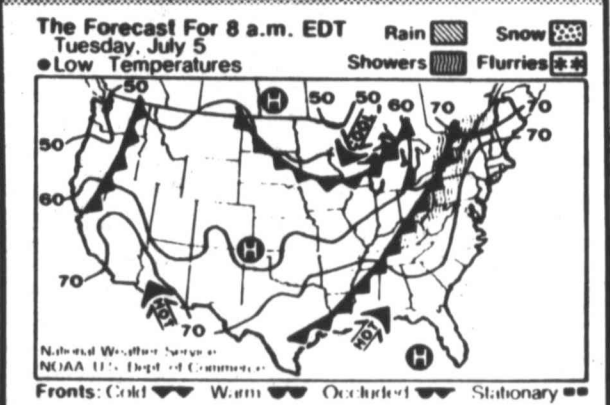 The Forecast For 8 a.m. EDT
Tuesday, July 5
●Low Temperatures
Rain
Snow
Showers
Flurries
50
H
50
50
60
70
70
70
50
COOL
60
H
70
HOT
70
HOT
H
National Weather Service
NOAA U.S. Dept. of Commerce
Fronts: Cold Warm Occluded Stationary